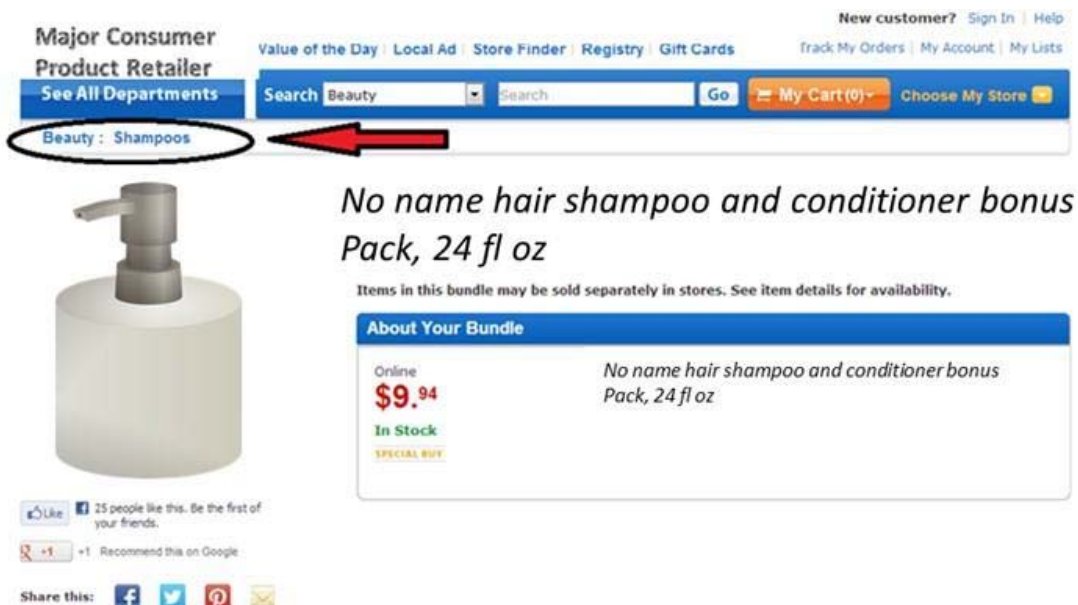 New customer? Sign In | Help
Major Consumer
Product Retailer
Value of the Day | Local Ad | Store Finder | Registry | Gift Cards
Track My Orders | My Account | My Lists
See All Departments
Search Beauty Search Go My Cart (0) Choose My Store
Beauty : Shampoos
No name hair shampoo and conditioner bonus
Pack, 24 fl oz
Items in this bundle may be sold separately in stores. See item details for availability.
About Your Bundle
Online
$9.94
In Stock
SPECIAL BUY
No name hair shampoo and conditioner bonus
Pack, 24 fl oz
Like 25 people like this. Be the first of
your friends.
+1 +1 Recommend this on Google
Share this: